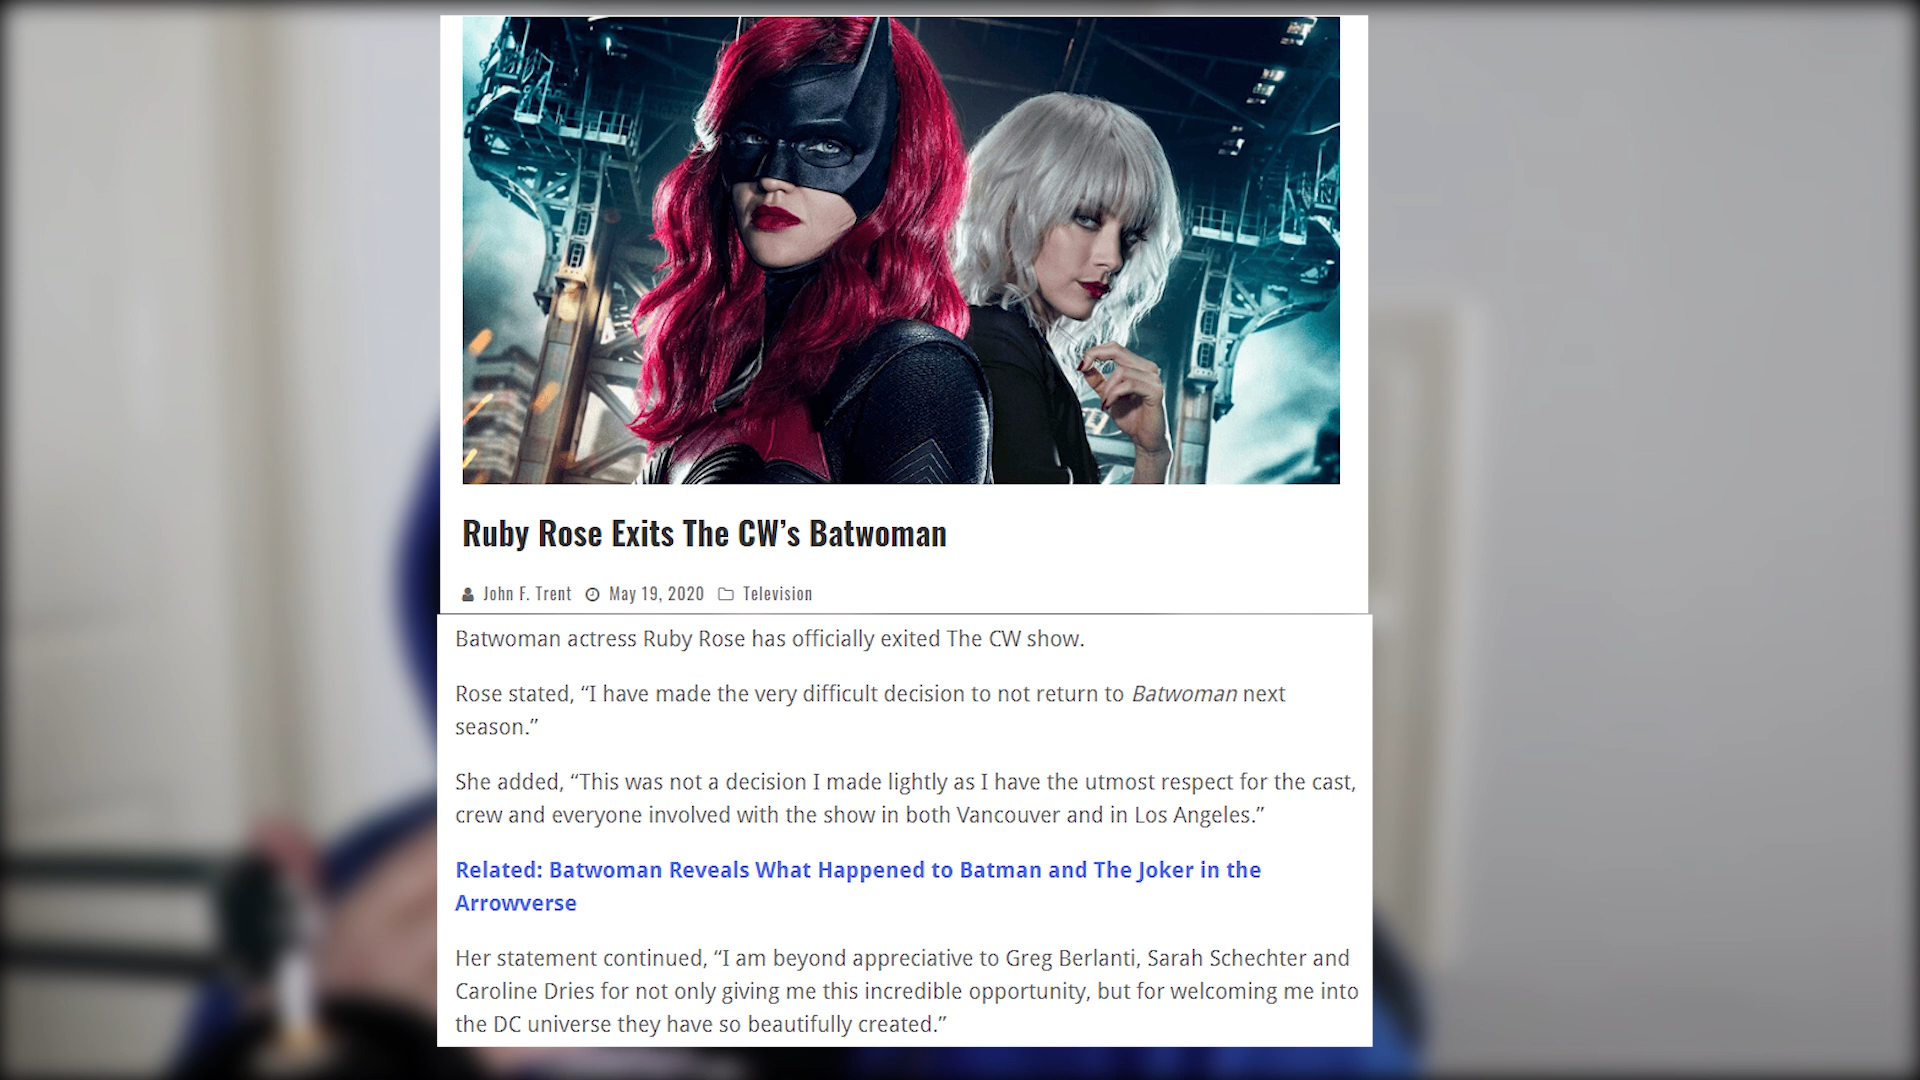 Ruby Rose Exits The CW’s Batwoman
John F. Trent May 19, 2020 Television
Batwoman actress Ruby Rose has officially exited The CW show.
Rose stated, “I have made the very difficult decision to not return to Batwoman next
season.”
She added, “This was not a decision I made lightly as I have the utmost respect for the cast,
crew and everyone involved with the show in both Vancouver and in Los Angeles.”
Related: Batwoman Reveals What Happened to Batman and The Joker in the
Arrowverse
Her statement continued, “I am beyond appreciative to Greg Berlanti, Sarah Schechter and
Caroline Dries for not only giving me this incredible opportunity, but for welcoming me into
the DC universe they have so beautifully created.”